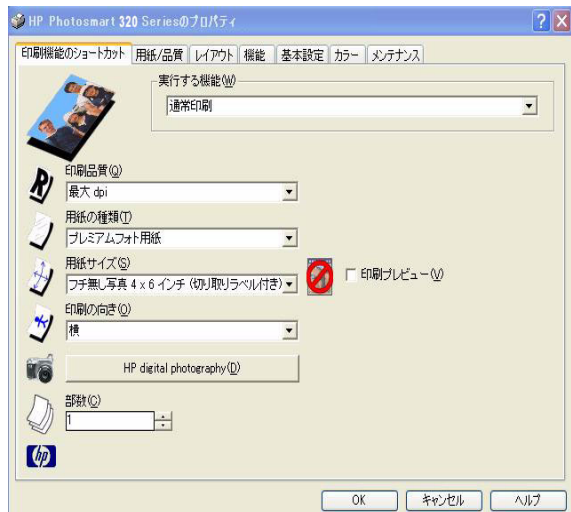 HP Photosmart 320 Seriesのプロパティ
印刷機能のショートカット 用紙/品質 レイアウト 機能 基本設定 カラー メンテナンス
実行する機能(W)
通常印刷
印刷品質(Q)
最大 dpi
用紙の種類(T)
プレミアムフォト用紙
用紙サイズ(S)
フチ無し写真 4 x 6 インチ (切り取りラベル付き)
印刷プレビュー(V)
印刷の向き(O)
横
HP digital photography(D)
部数(C)
1
hp
OK キャンセル ヘルプ